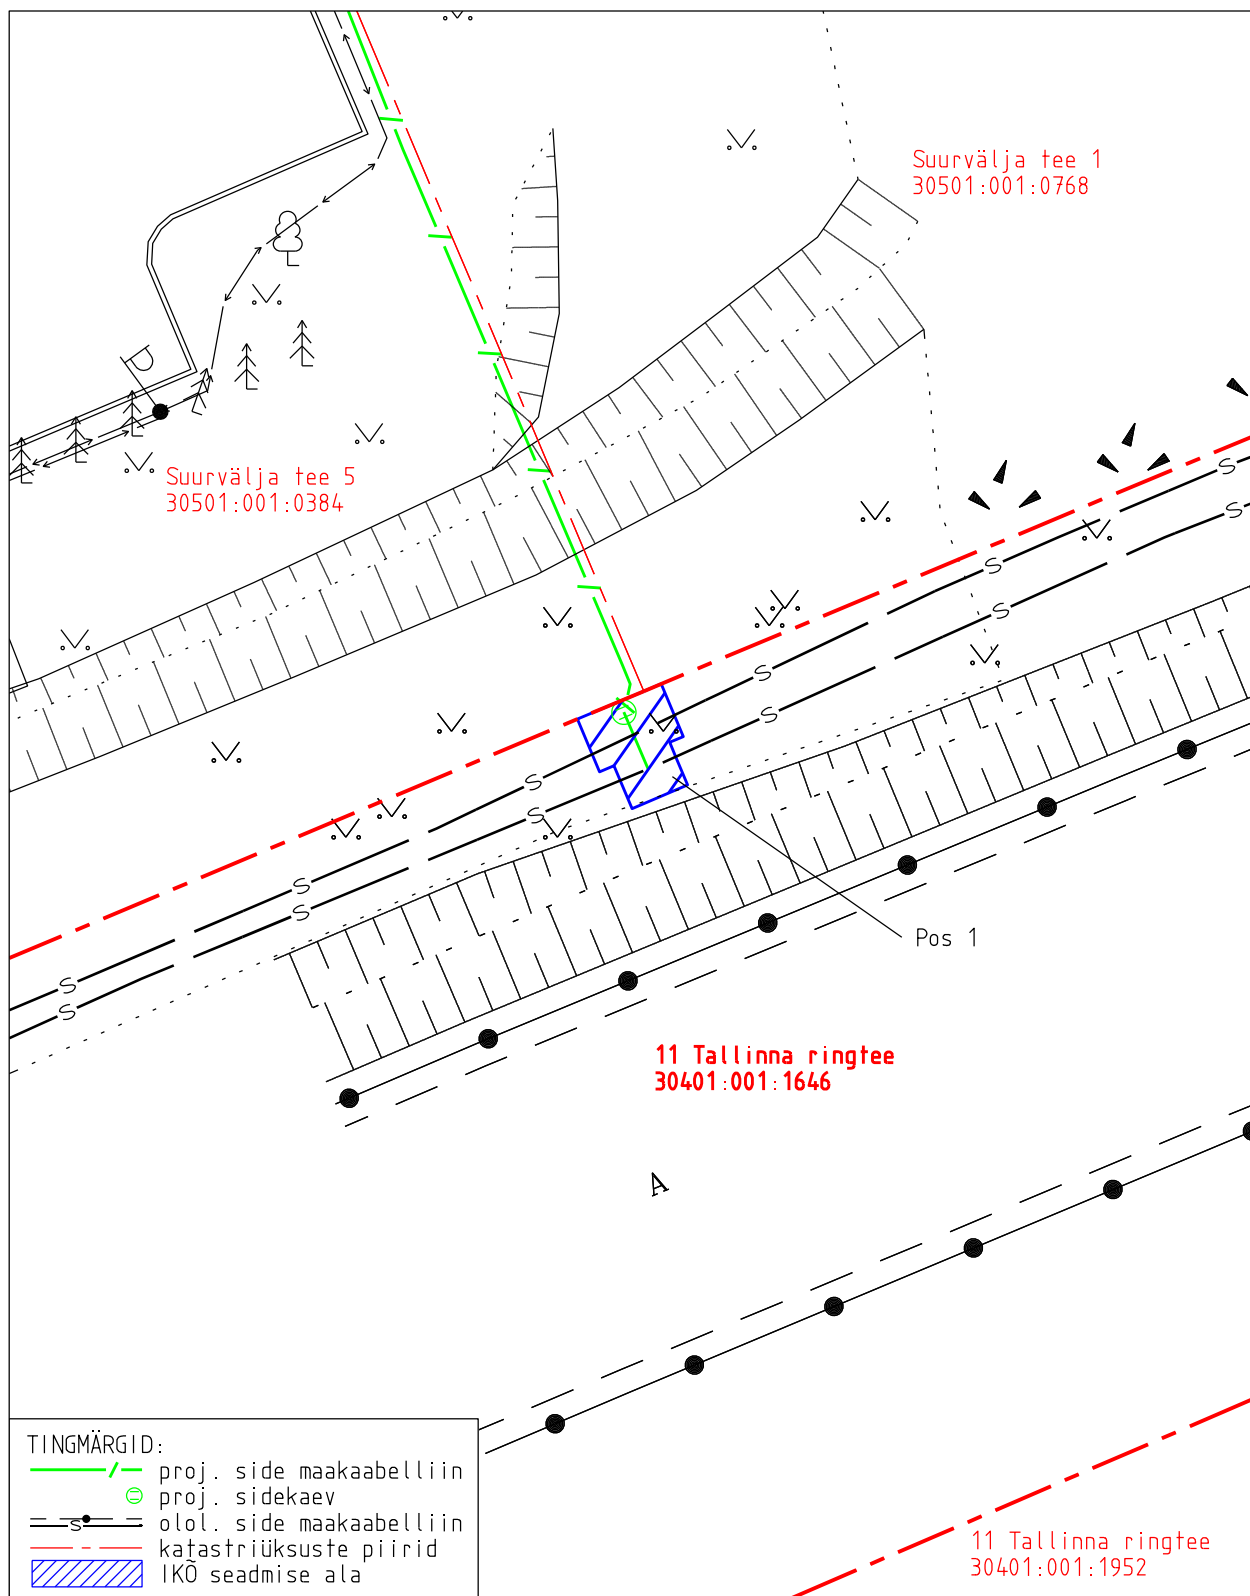 Suurvälja tee 1
30501:001:0768
Suurvälja tee 5
30501:001:0384
S
S
S
S
S
S
S
S
S
S
S
S
Pos 1
11 Tallinna ringtee
30401:001:1646
A
TINGMÄRGID:
proj. side maakaabelliin
proj. sidekaev
S
olol. side maakaabelliin
katastriüksuste piirid
IKÕ seadmise ala
11 Tallinna ringtee
30401:001:1952